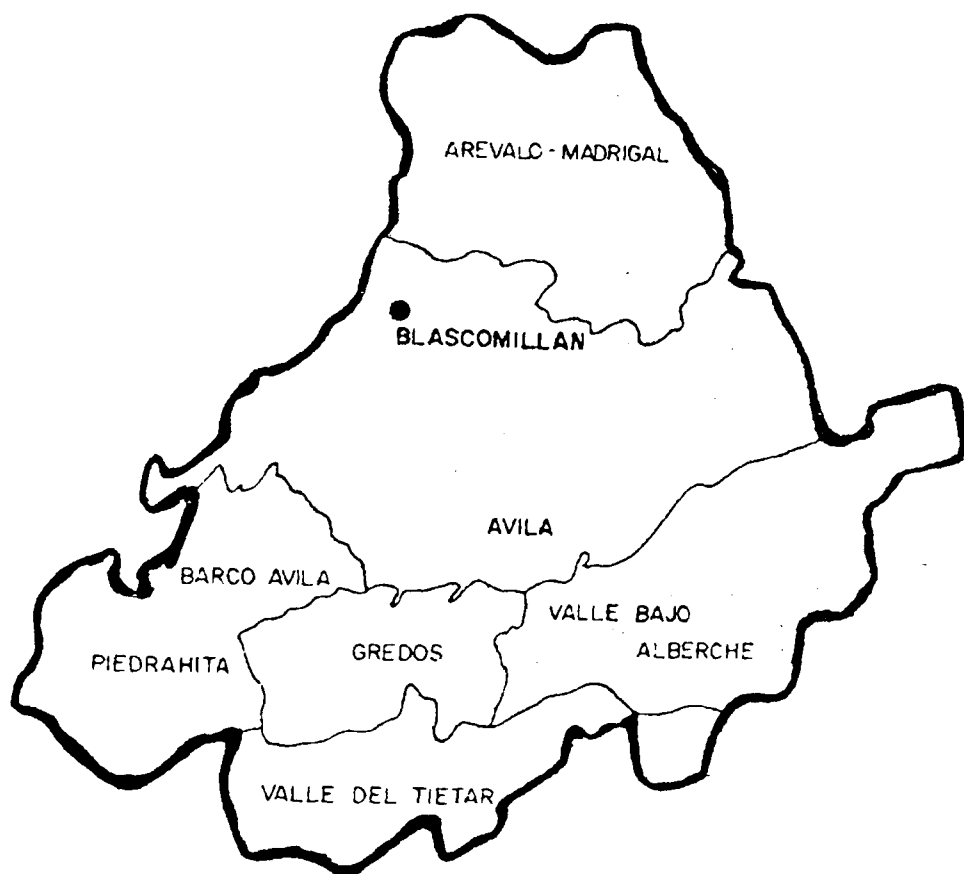 AREVALO-MADRIGAL
BLASCOMILLAN
AVILA
BARCO AVILA
PIEDRAHITA
GREDOS
VALLE BAJO
ALBERCHE
VALLE DEL TIETAR